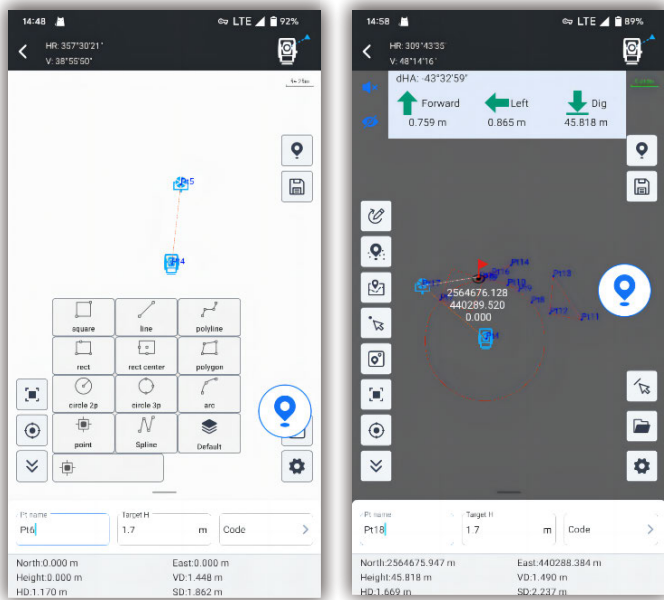 14:48
LTE 92%
HR: 357°30'21"
V: 38°55'50"
Pt5
Pt4
square
line
polyline
rect
rect center
polygon
circle 2p
circle 3p
arc
point
Spline
Default
Pt name
Pt6
Target H
1.7 m
Code
North:0.000 m East:0.000 m
Height:0.000 m VD:1.448 m
HD:1.170 m SD:1.862 m
14:58
LTE 89%
HR: 309°43'35"
V: 48°14'16"
dHA: -43°32'59"
Forward
Left
Dig
0.759 m
0.865 m
45.818 m
Pt14
Pt16
Pt13
Pt17
Pt10
Pt9
Pt8
Pt12
Pt11
2564676.128
440289.520
0.000
Pt4
Pt name
Pt18
Target H
1.7 m
Code
North:2564675.947 m East:440288.384 m
Height:45.818 m VD:1.490 m
HD:1.669 m SD:2.237 m